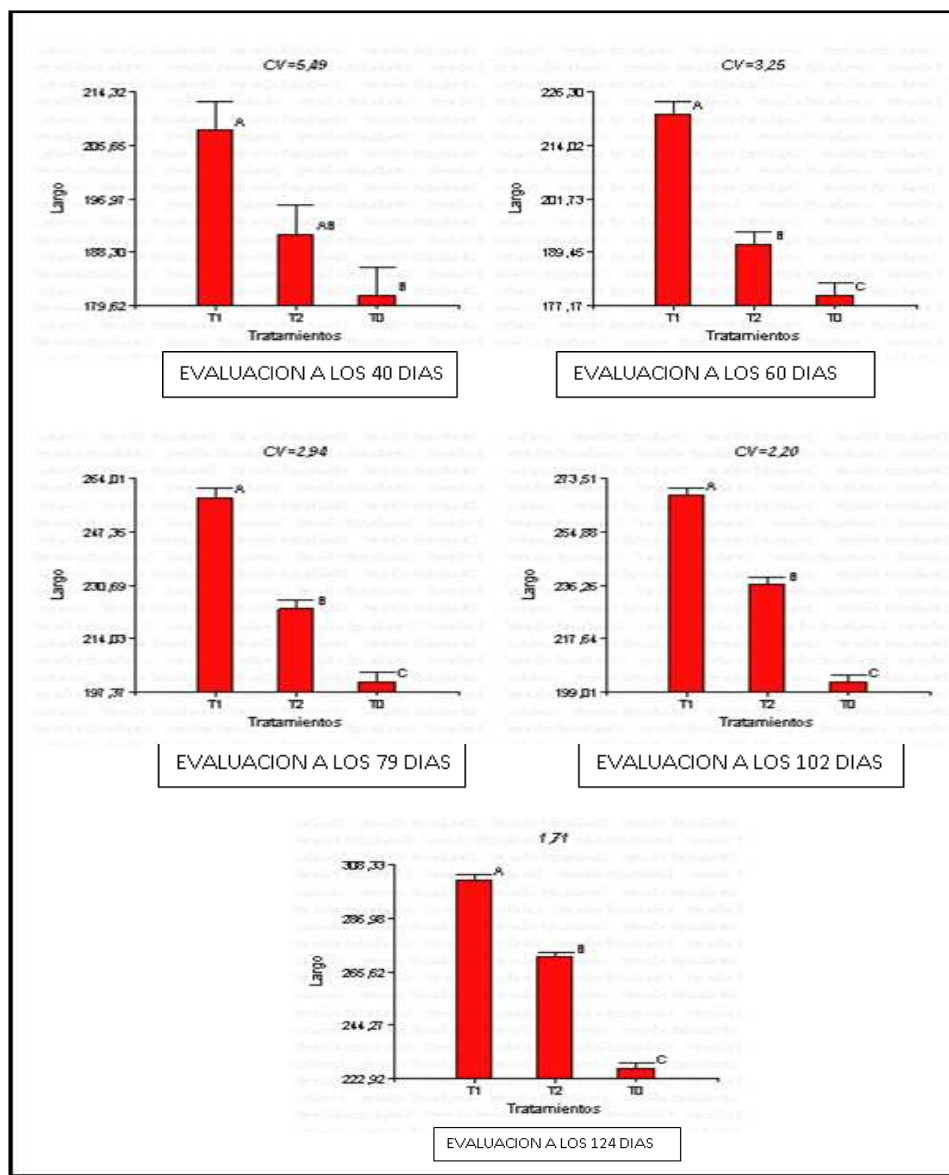 CV=5,49
214,32
205,65
196,97
188,30
179,62
Largo
A
AB
B
T1 T2 T0
Tratamientos
EVALUACION A LOS 40 DIAS
CV=3,25
226,30
214,02
201,73
189,45
177,17
Largo
A
B
C
T1 T2 T0
Tratamientos
EVALUACION A LOS 60 DIAS
CV=2,94
264,01
247,35
230,69
214,03
197,37
Largo
A
B
C
T1 T2 T0
Tratamientos
EVALUACION A LOS 79 DIAS
CV=2,20
273,51
254,88
236,26
217,64
199,01
Largo
A
B
C
T1 T2 T0
Tratamientos
EVALUACION A LOS 102 DIAS
1,71
308,33
286,98
265,62
244,27
222,92
Largo
A
B
C
T1 T2 T0
Tratamientos
EVALUACION A LOS 124 DIAS